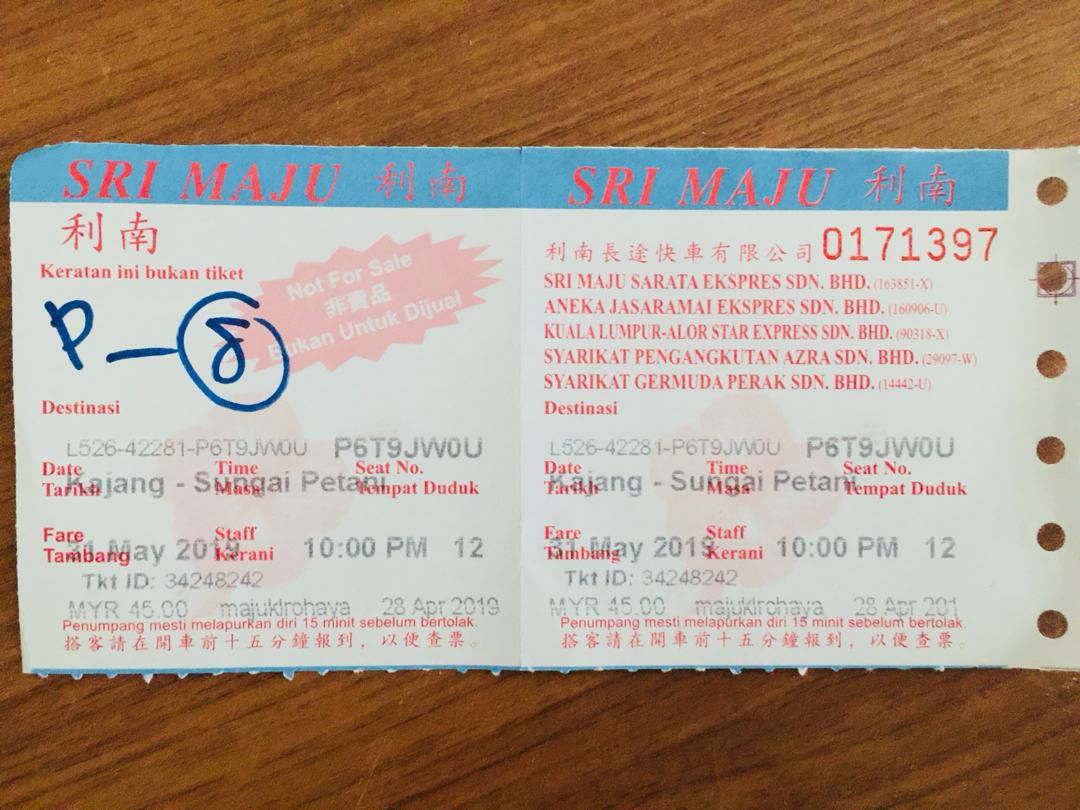 SRI MAJU 利南
利南
Keratan ini bukan tiket
Not For Sale
非賣品
Bukan Untuk Dijual
P-8
Destinasi
L526-42281-P6T9JW0U P6T9JW0U
Date Time Seat No.
Tarikh Masa Tempat Duduk
Kajang - Sungai Petani
Fare Staff
Tambang Kerani
31 May 2019 10:00 PM 12
Tkt ID: 34248242
MYR 45.00 majuklrohaya 28 Apr 2019
Penumpang mesti melapurkan diri 15 minit sebelum bertolak.
搭客請在開車前十五分鐘報到，以便查票。
SRI MAJU 利南
利南長途快車有限公司 0171397
SRI MAJU SARATA EKSPRES SDN. BHD. (163851-X)
ANEKA JASARAMAI EKSPRES SDN. BHD. (160906-U)
KUALA LUMPUR-ALOR STAR EXPRESS SDN. BHD. (90318-X)
SYARIKAT PENGANGKUTAN AZRA SDN. BHD. (29097-W)
SYARIKAT GERMUDA PERAK SDN. BHD. (14442-U)
Destinasi
L526-42281-P6T9JW0U P6T9JW0U
Date Time Seat No.
Tarikh Masa Tempat Duduk
Kajang - Sungai Petani
Fare Staff
Tambang Kerani
31 May 2019 10:00 PM 12
Tkt ID: 34248242
MYR 45.00 majuklrohaya 28 Apr 201
Penumpang mesti melapurkan diri 15 minit sebelum bertolak.
搭客請在開車前十五分鐘報到，以便查票。